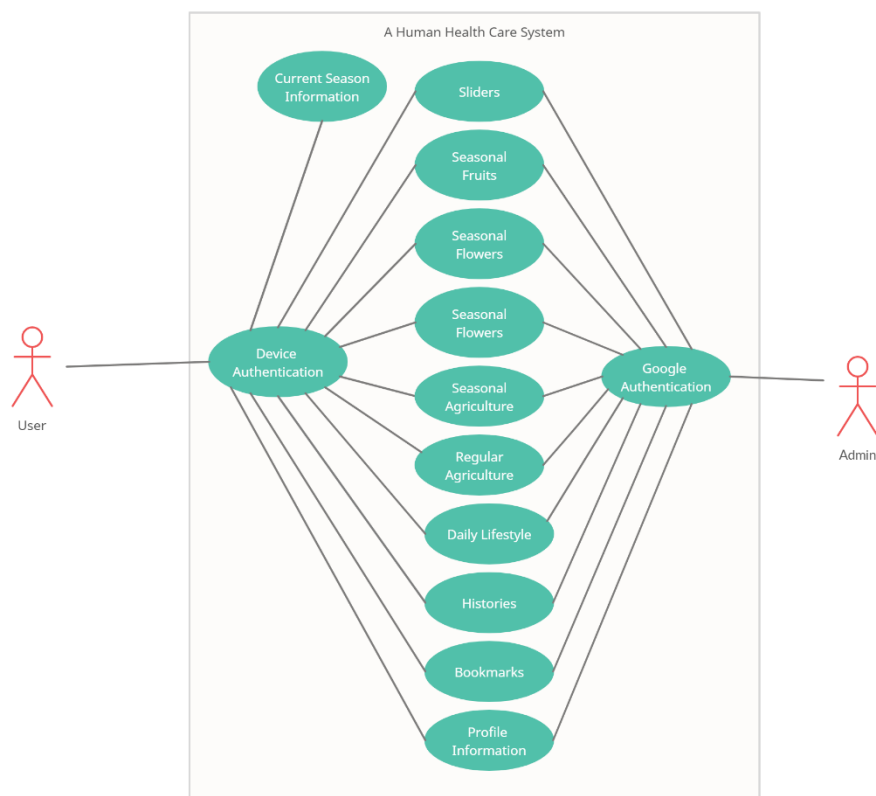 A Human Health Care System
Current Season
Information
Sliders
Seasonal
Fruits
Seasonal
Flowers
Seasonal
Flowers
Device
Authentication
Google
Authentication
Seasonal
Agriculture
User
Admin
Regular
Agriculture
Daily Lifestyle
Histories
Bookmarks
Profile
Information